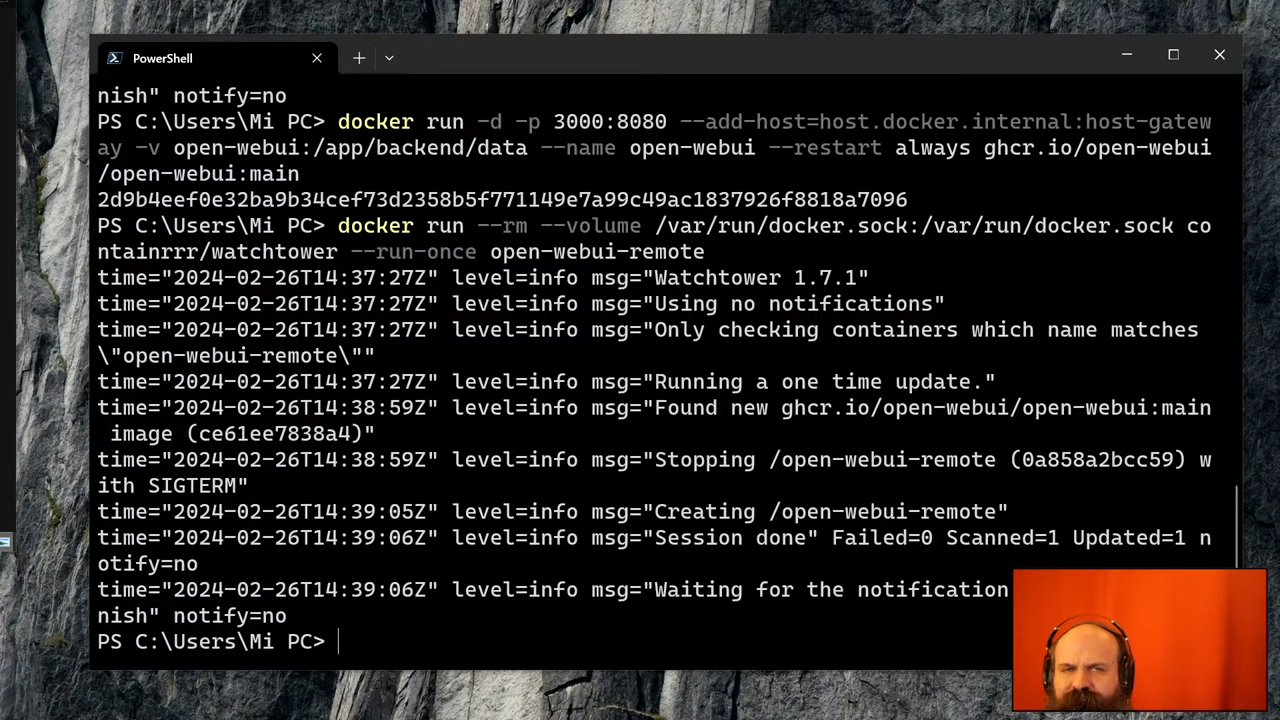 PowerShell
nish" notify=no
PS C:\Users\Mi PC> docker run -d -p 3000:8080 --add-host=host.docker.internal:host-gatew
ay -v open-webui:/app/backend/data --name open-webui --restart always ghcr.io/open-webui
/open-webui:main
2d9b4eef0e32ba9b34cef73d2358b5f771149e7a99c49ac1837926f8818a7096
PS C:\Users\Mi PC> docker run --rm --volume /var/run/docker.sock:/var/run/docker.sock co
ntainrrr/watchtower --run-once open-webui-remote
time="2024-02-26T14:37:27Z" level=info msg="Watchtower 1.7.1"
time="2024-02-26T14:37:27Z" level=info msg="Using no notifications"
time="2024-02-26T14:37:27Z" level=info msg="Only checking containers which name matches
\"open-webui-remote\""
time="2024-02-26T14:37:27Z" level=info msg="Running a one time update."
time="2024-02-26T14:38:59Z" level=info msg="Found new ghcr.io/open-webui/open-webui:main
image (ce61ee7838a4)"
time="2024-02-26T14:38:59Z" level=info msg="Stopping /open-webui-remote (0a858a2bcc59) w
ith SIGTERM"
time="2024-02-26T14:39:05Z" level=info msg="Creating /open-webui-remote"
time="2024-02-26T14:39:06Z" level=info msg="Session done" Failed=0 Scanned=1 Updated=1 n
otify=no
time="2024-02-26T14:39:06Z" level=info msg="Waiting for the notification
nish" notify=no
PS C:\Users\Mi PC>